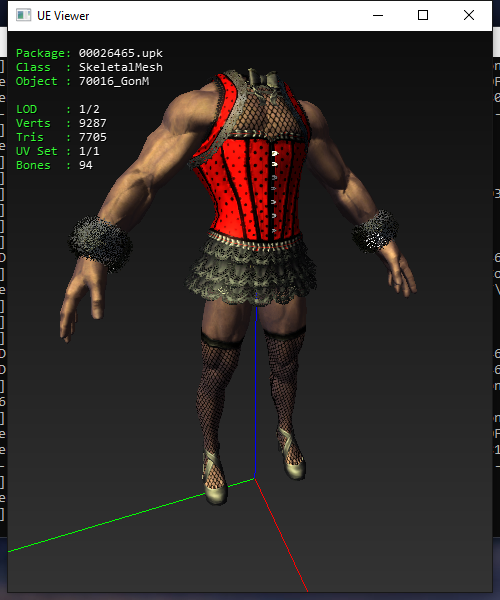 UE Viewer
Package: 00026465.upk
Class : SkeletalMesh
Object : 70016_GonM
LOD : 1/2
Verts : 9287
Tris : 7705
UV Set : 1/1
Bones : 94